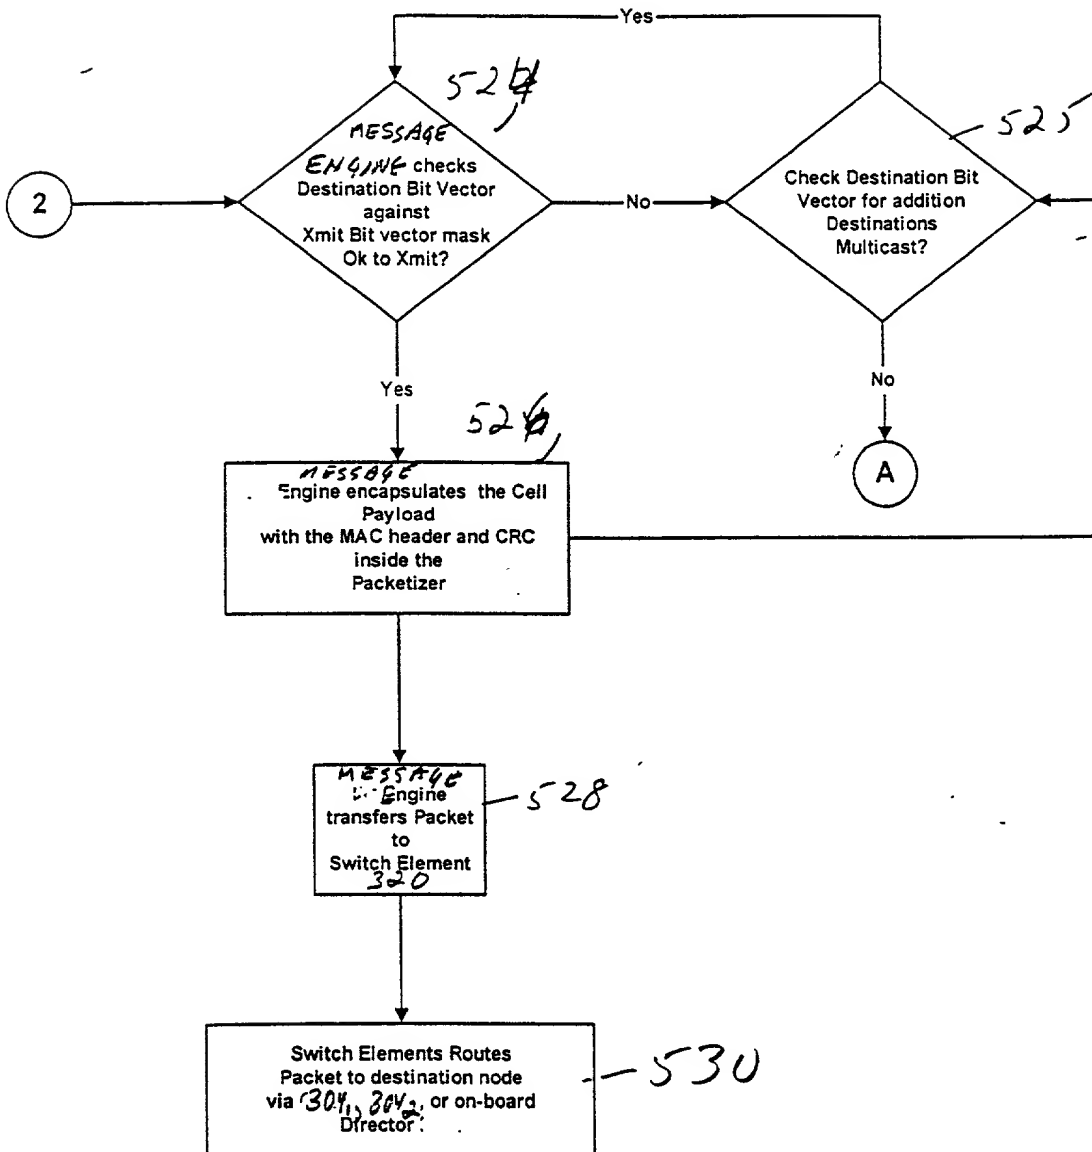 Yes
524
525
MESSAGE
ENGINE checks
Destination Bit Vector
against
Xmit Bit vector mask
Ok to Xmit?
2
No
Check Destination Bit
Vector for addition
Destinations
Multicast?
Yes
No
A
526
MESSAGE
Engine encapsulates the Cell
Payload
with the MAC header and CRC
inside the
Packetizer
MESSAGE
Engine
transfers Packet
to
Switch Element
320
528
Switch Elements Routes
Packet to destination node
via 304₁, 304₂, or on-board
Director.
530